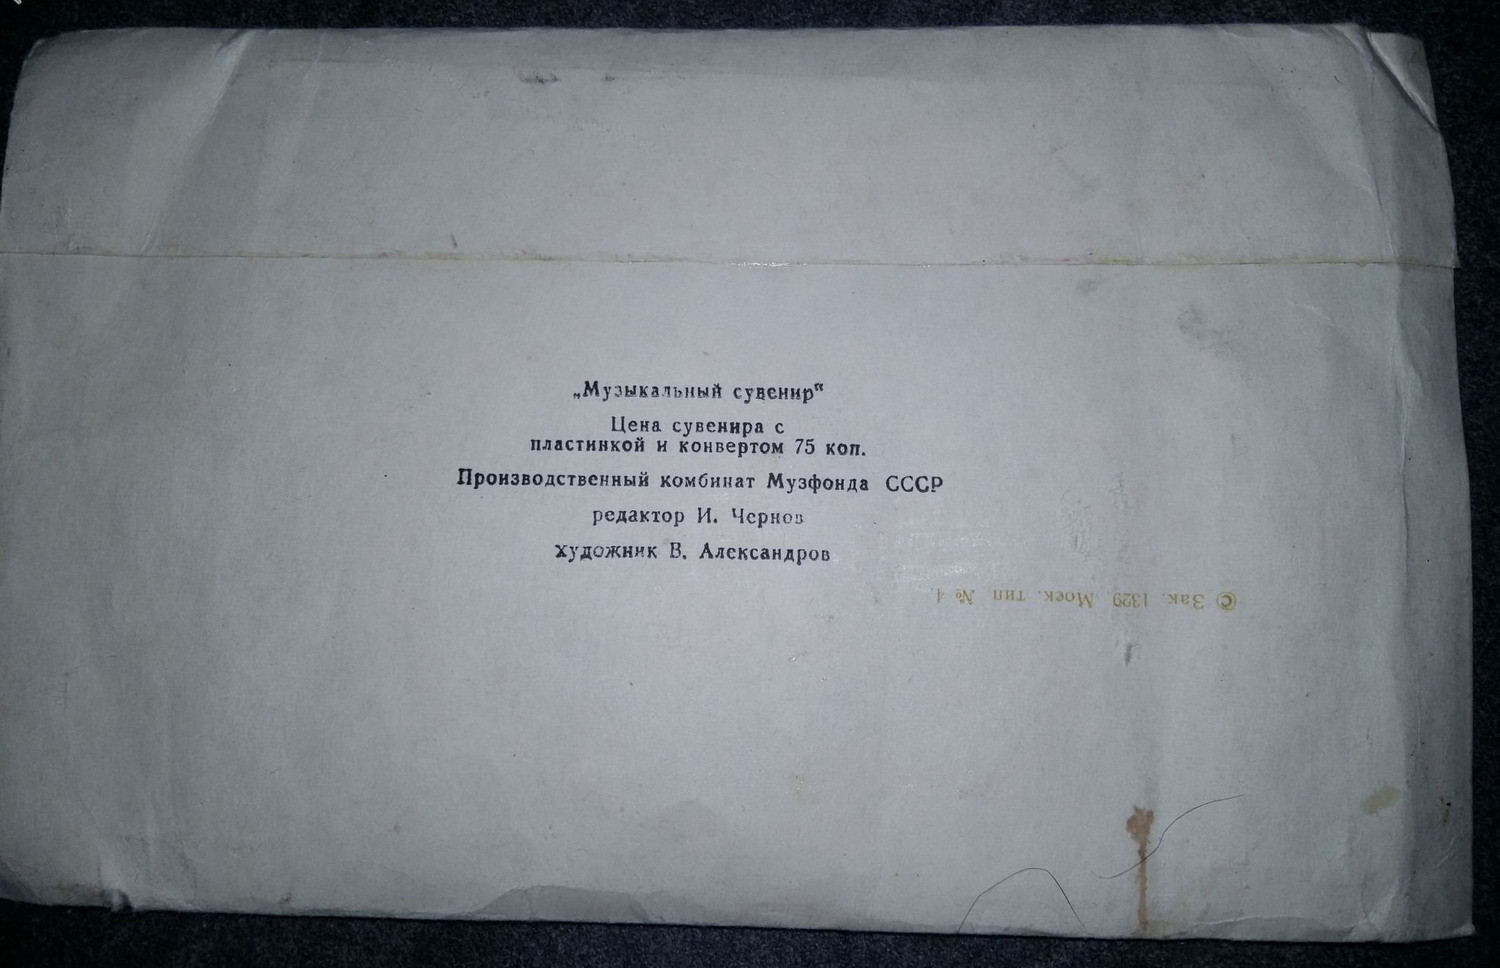 „Музыкальный сувенир“
Цена сувенира с
пластинкой и конвертом 75 коп.
Производственный комбинат Музфонда СССР
редактор И. Чернов
художник В. Александров
© Зак. 1329. Моск. тип. № 4.